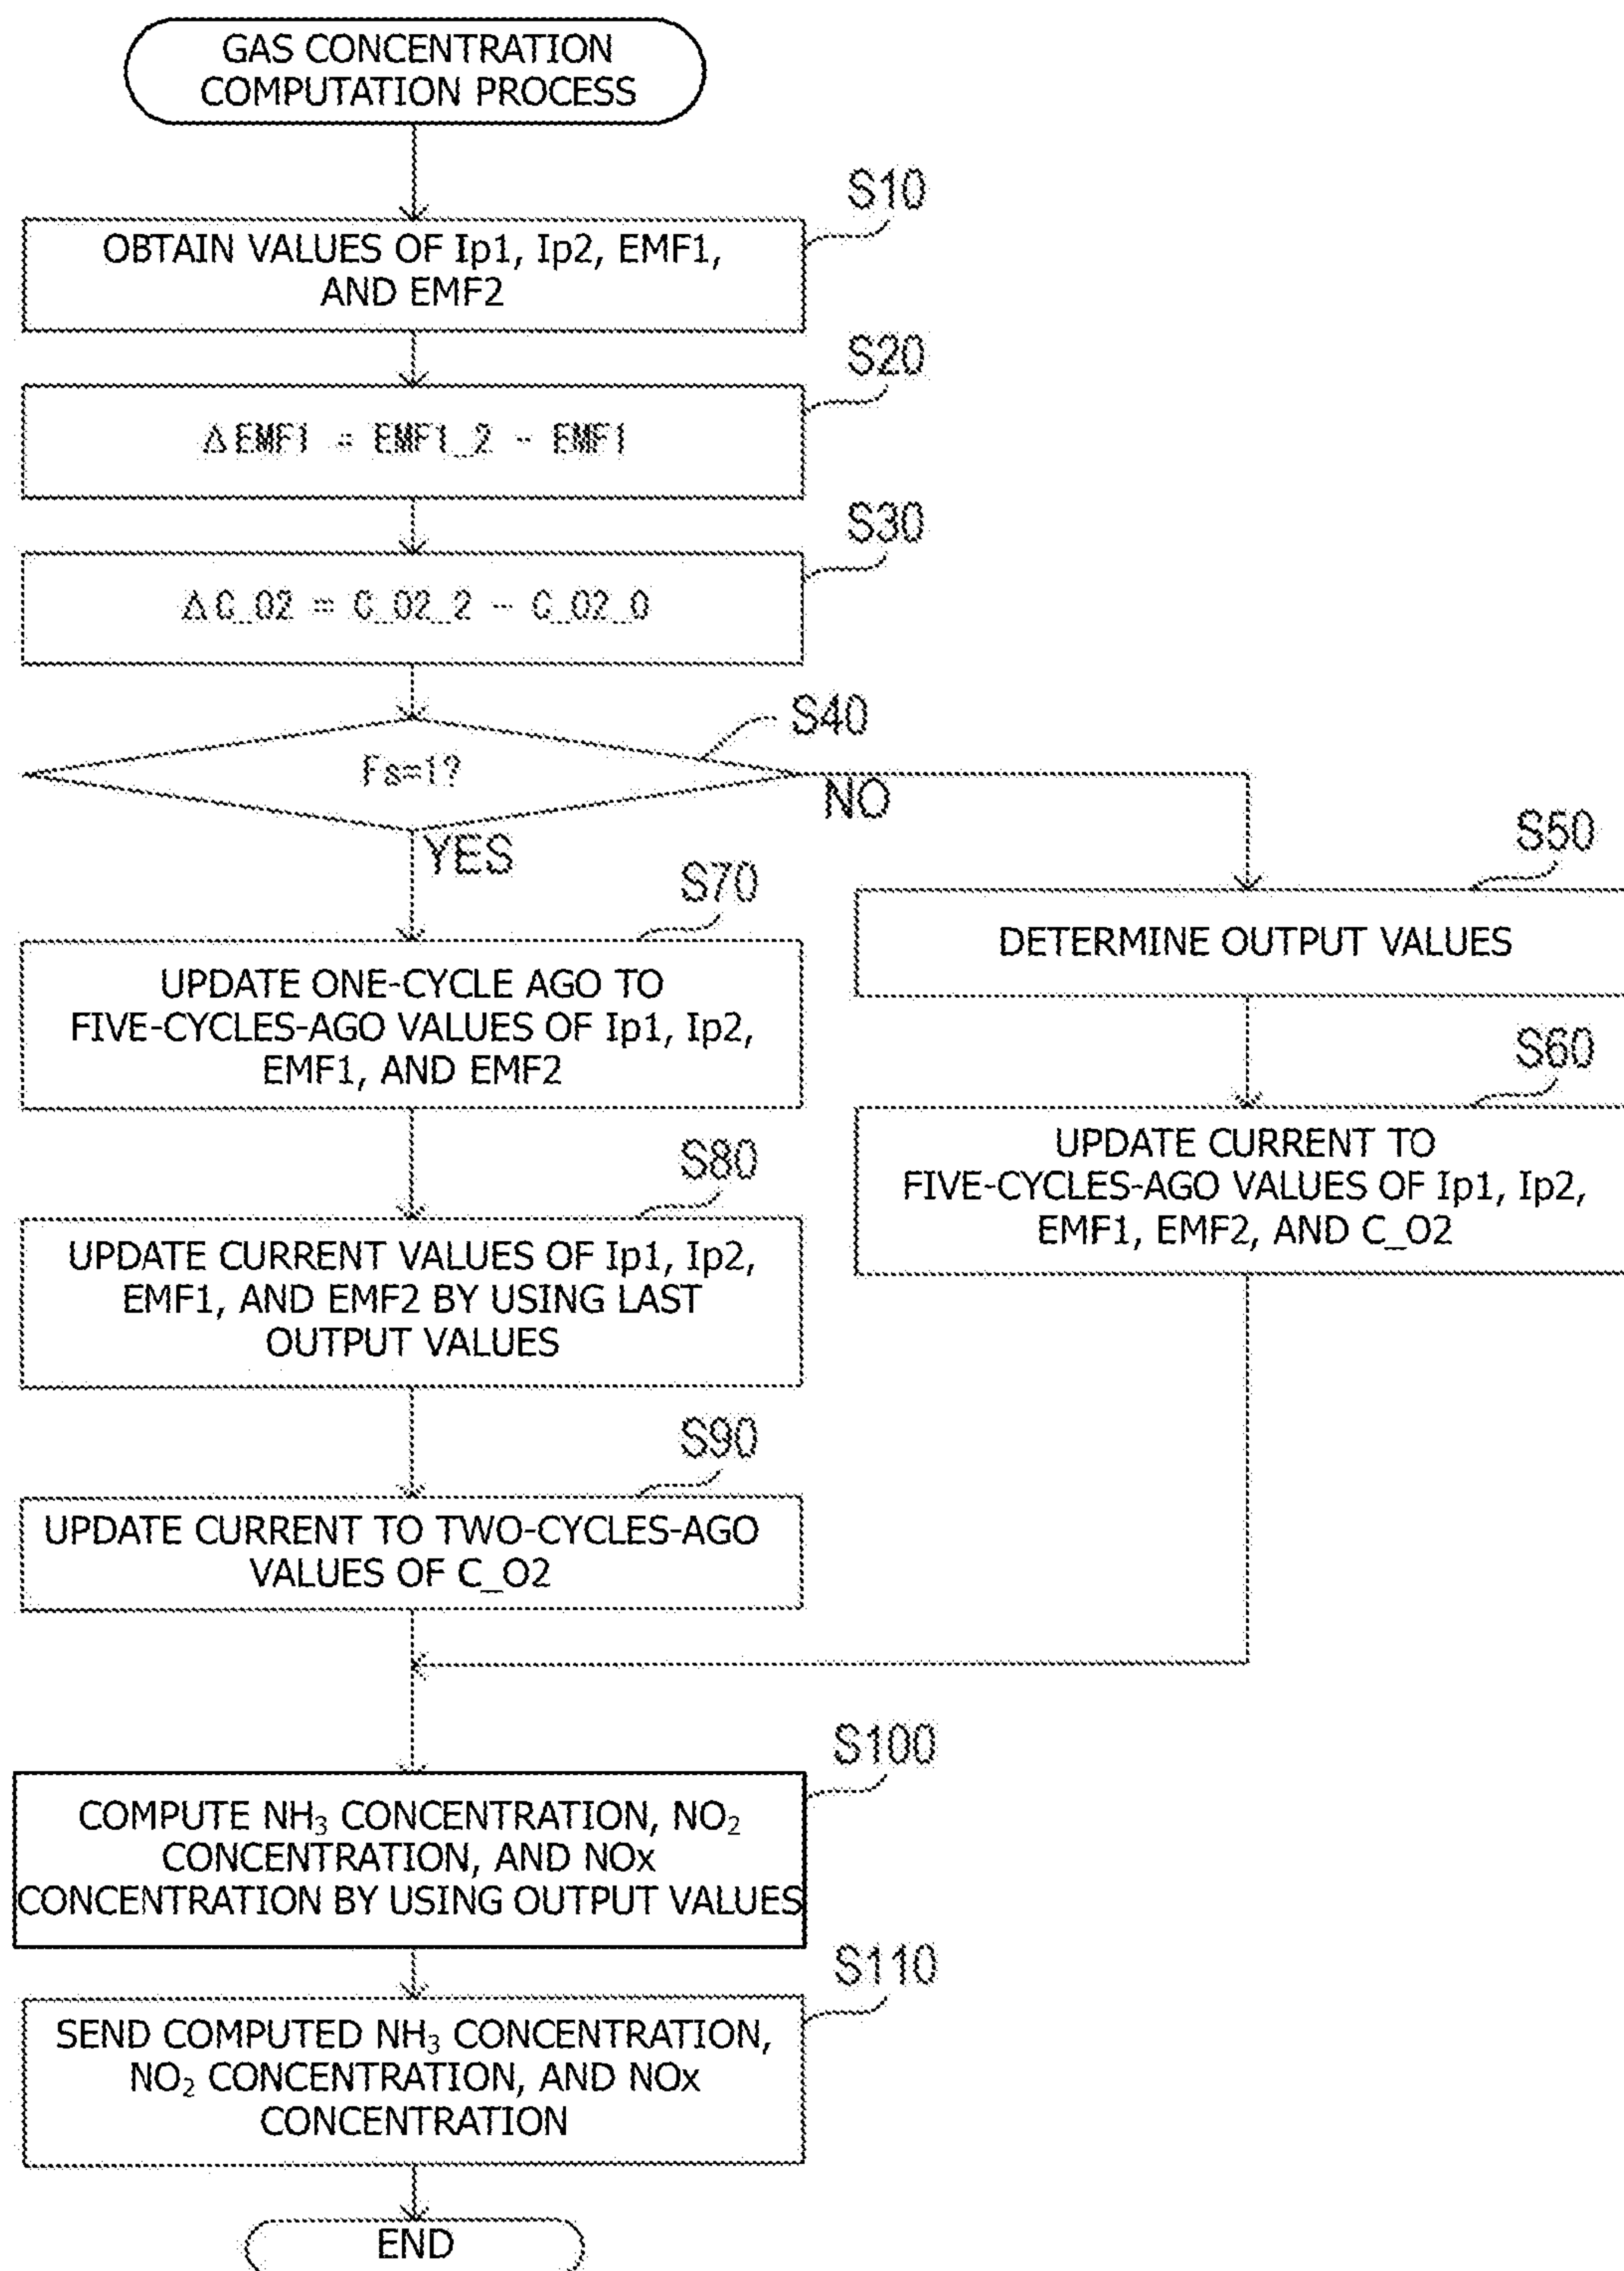 GAS CONCENTRATION
COMPUTATION PROCESS
S10
OBTAIN VALUES OF Ip1, Ip2, EMF1,
AND EMF2
S20
ΔEMF1 = EMF1_2 - EMF1
S30
ΔC_O2 = C_O2_2 - C_O2_0
S40
Fs=1?
NO
YES
S50
DETERMINE OUTPUT VALUES
S60
UPDATE CURRENT TO
FIVE-CYCLES-AGO VALUES OF Ip1, Ip2,
EMF1, EMF2, AND C_O2
S70
UPDATE ONE-CYCLE AGO TO
FIVE-CYCLES-AGO VALUES OF Ip1, Ip2,
EMF1, AND EMF2
S80
UPDATE CURRENT VALUES OF Ip1, Ip2,
EMF1, AND EMF2 BY USING LAST
OUTPUT VALUES
S90
UPDATE CURRENT TO TWO-CYCLES-AGO
VALUES OF C_O2
S100
COMPUTE NH₃ CONCENTRATION, NO₂
CONCENTRATION, AND NOx
CONCENTRATION BY USING OUTPUT VALUES
S110
SEND COMPUTED NH₃ CONCENTRATION,
NO₂ CONCENTRATION, AND NOx
CONCENTRATION
END